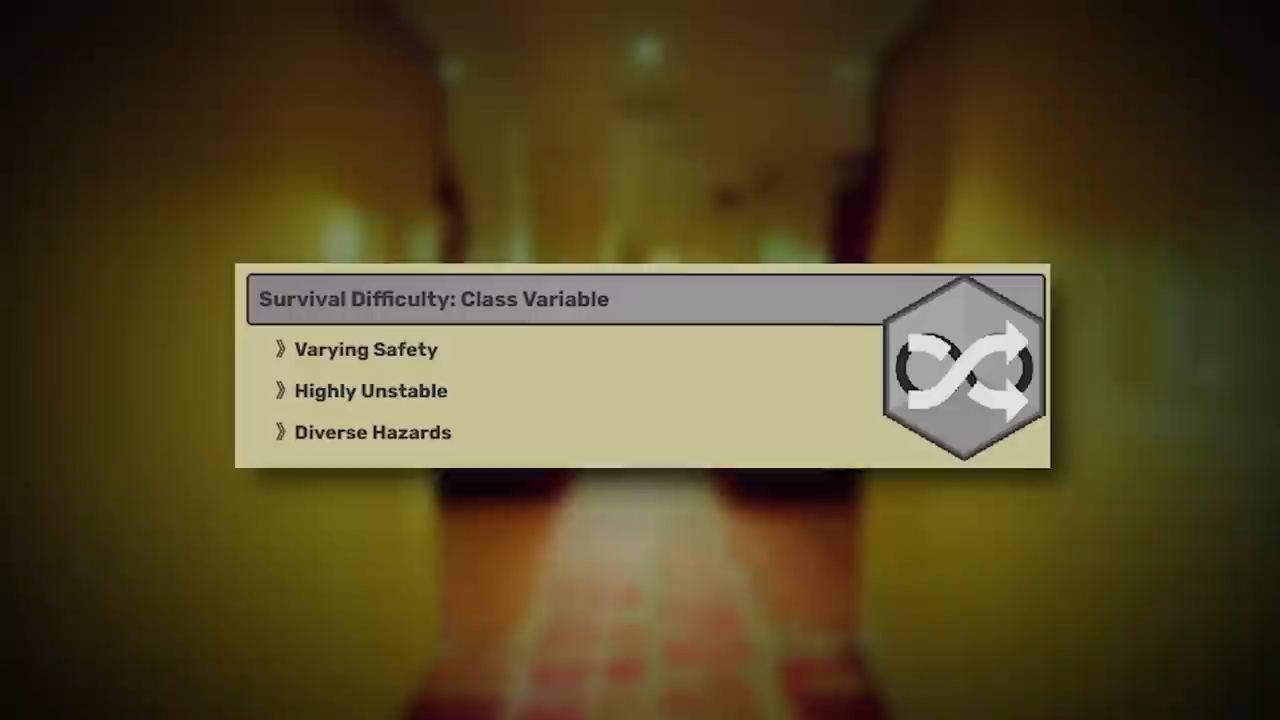 Survival Difficulty: Class Variable
》 Varying Safety
》 Highly Unstable
》 Diverse Hazards